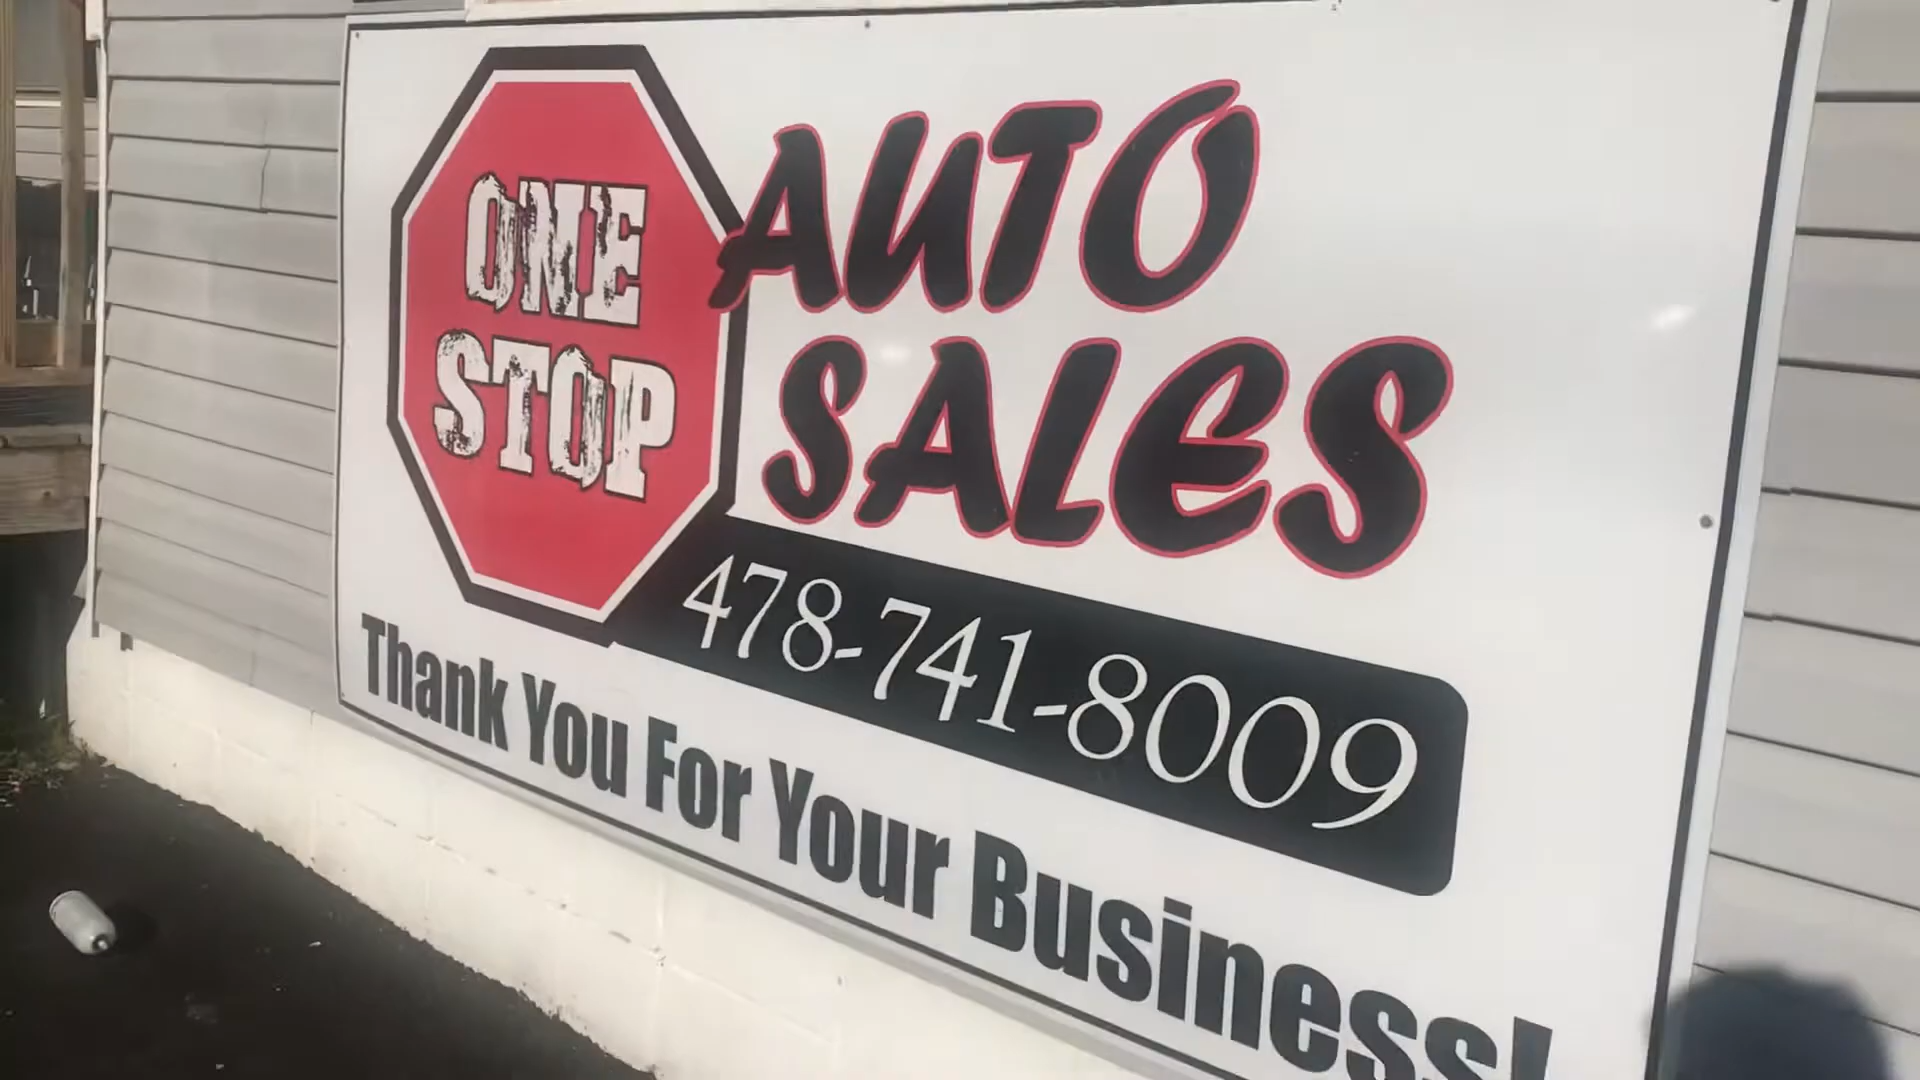 ONE
STOP
AUTO
SALES
478-741-8009
Thank You For Your Business!